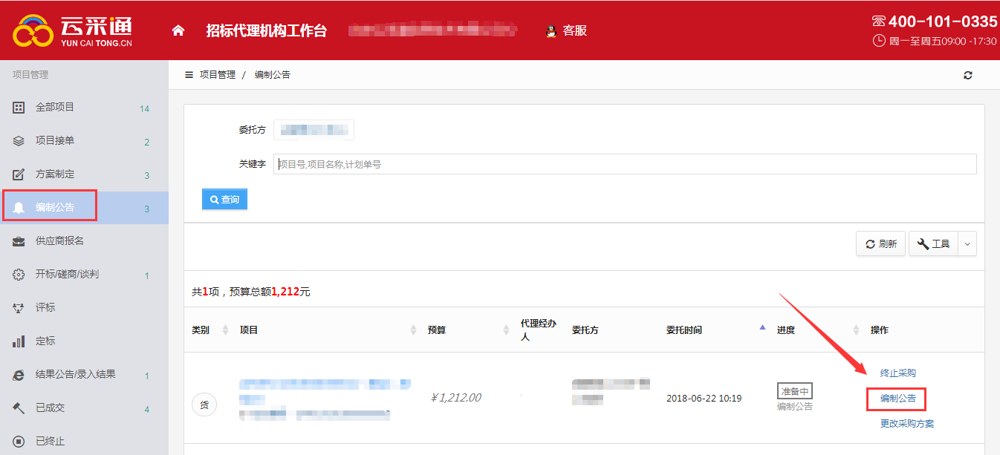 云采通
YUN CAI TONG.CN
招标代理机构工作台
客服
400-101-0335
周一至周五09:00 -17:30
项目管理
全部项目 14
项目接单 2
方案制定 3
编制公告 3
供应商报名
开标/磋商/谈判 1
评标
定标
结果公告/录入结果 1
已成交 4
已终止
项目管理 / 编制公告
委托方
关键字 项目号,项目名称,计划单号
查询
刷新 工具
共1项，预算总额1,212元
类别 项目 预算 代理经办人 委托方 委托时间 进度 操作
货 ¥1,212.00 2018-06-22 10:19
准备中
编制公告
终止采购
编制公告
更改采购方案